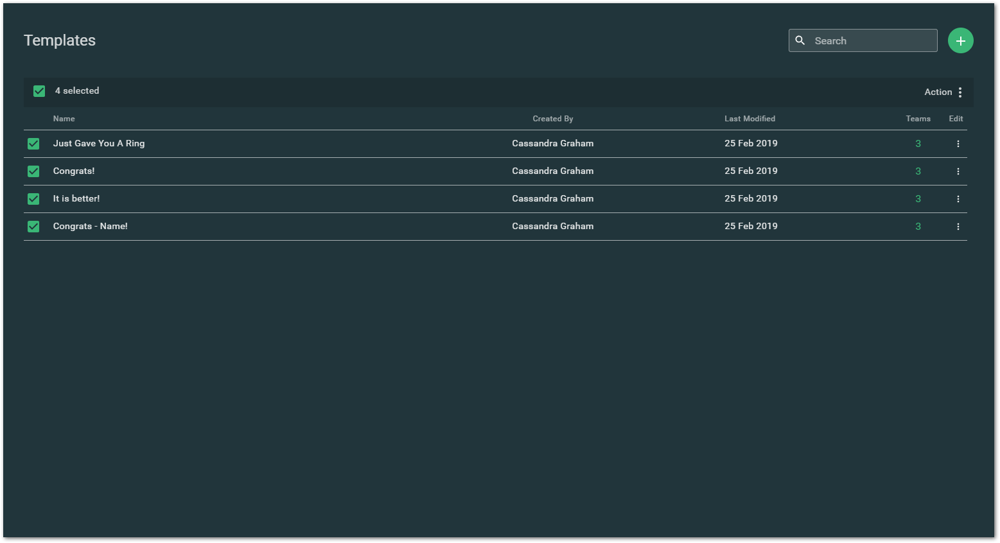 Templates
Search
4 selected
Action
Name Created By Last Modified Teams Edit
Just Gave You A Ring Cassandra Graham 25 Feb 2019 3
Congrats! Cassandra Graham 25 Feb 2019 3
It is better! Cassandra Graham 25 Feb 2019 3
Congrats - Name! Cassandra Graham 25 Feb 2019 3